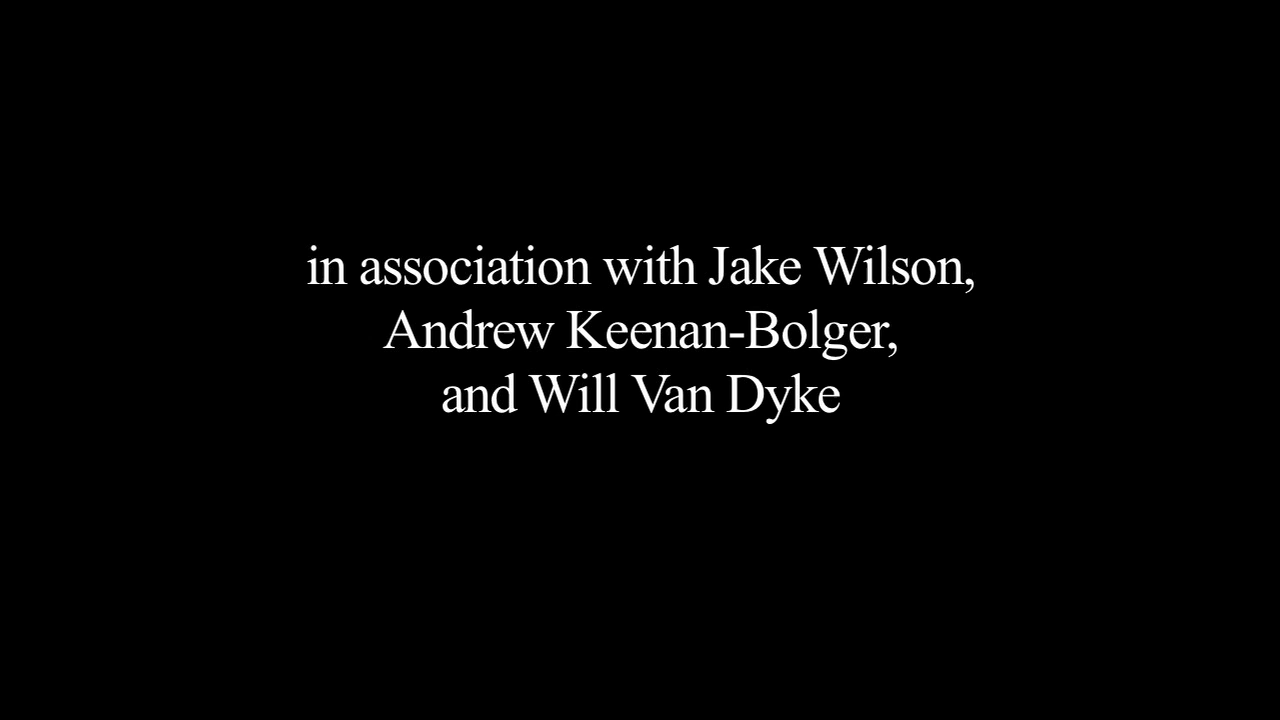 in association with Jake Wilson,
Andrew Keenan-Bolger,
and Will Van Dyke